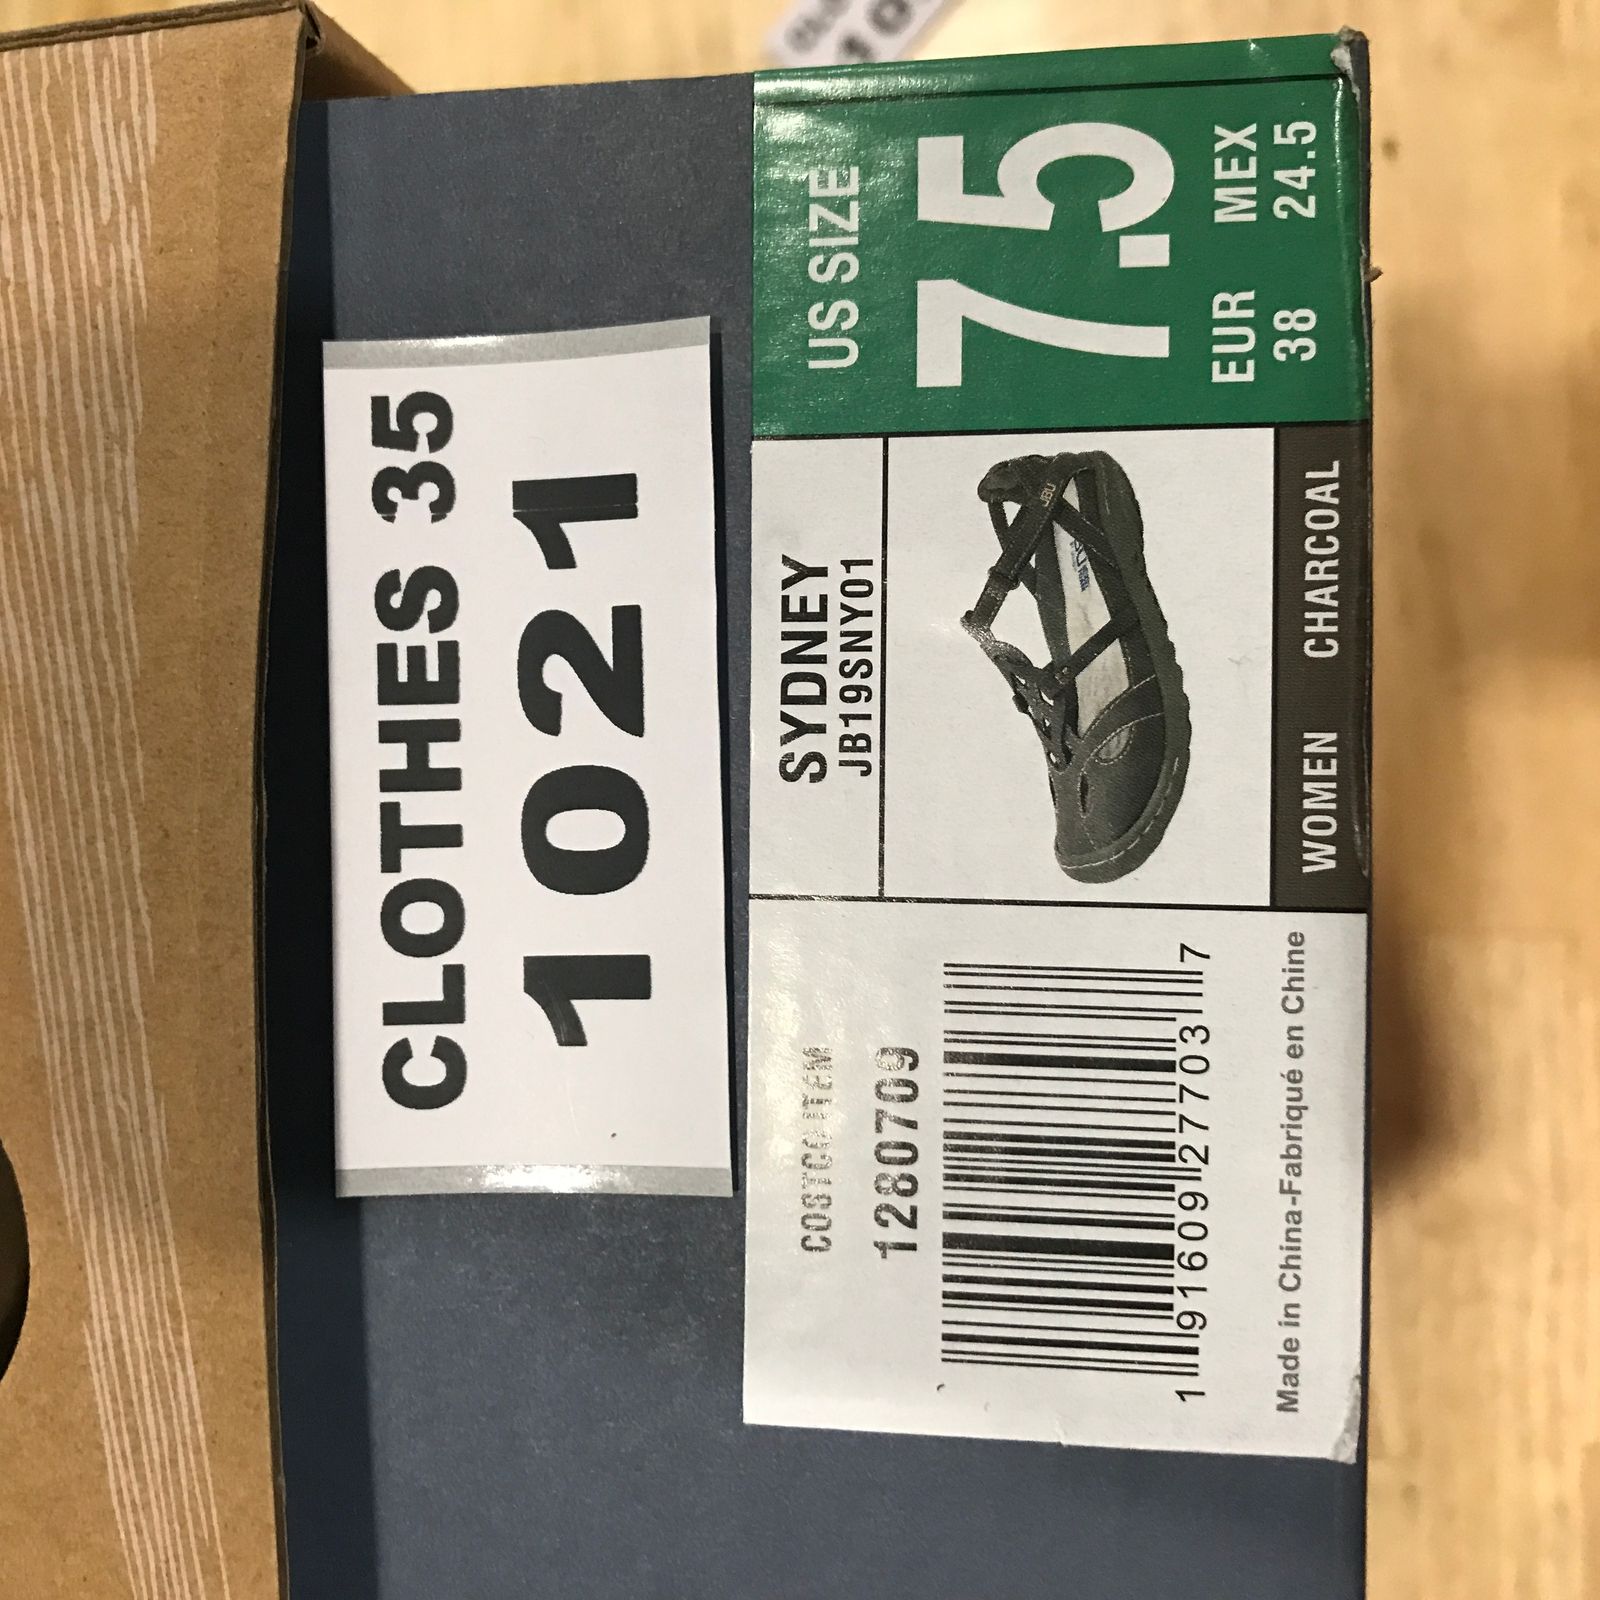 CLOTHES 35
1021
COSTCO ITEM
1280709
1 91609 27703 7
Made in China-Fabriqué en Chine
SYDNEY
JB19SNY01
JBU
WOMEN CHARCOAL
US SIZE
7.5
EUR MEX
38 24.5